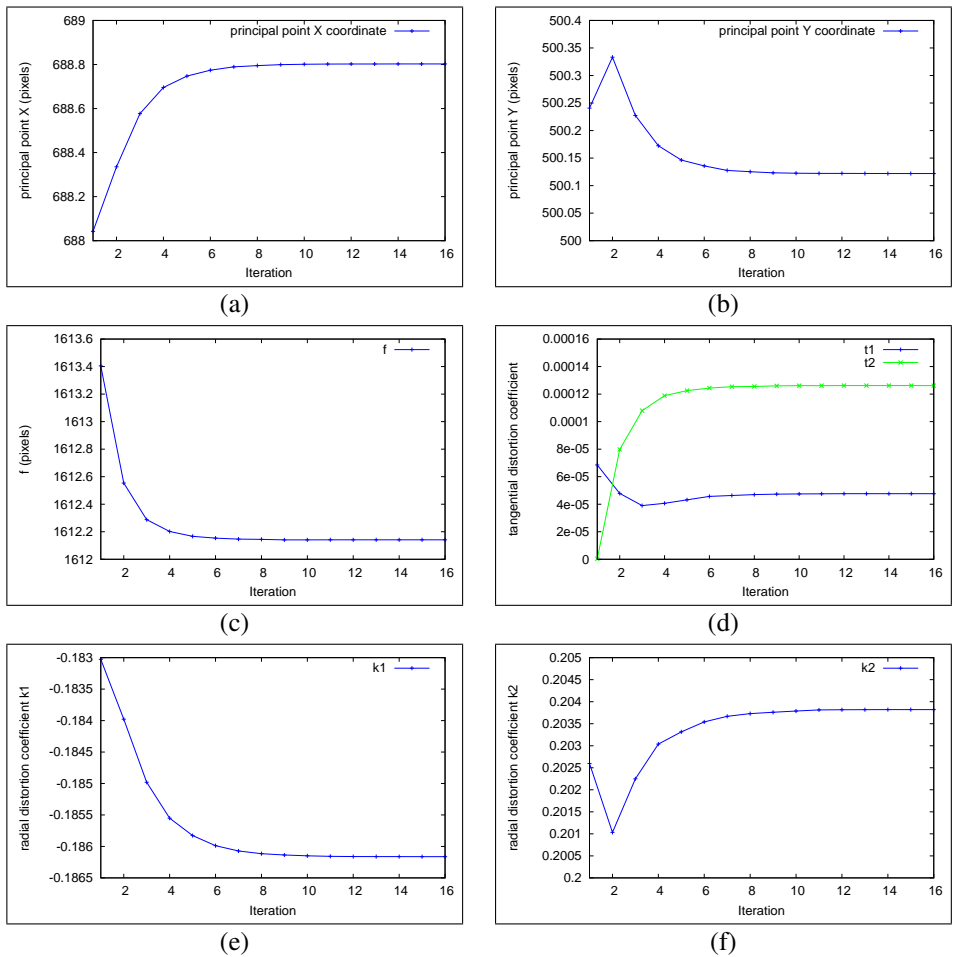 principal point X coordinate
principal point X (pixels)
689
688.8
688.6
688.4
688.2
688
2 4 6 8 10 12 14 16
Iteration
(a)
principal point Y coordinate
principal point Y (pixels)
500.4
500.35
500.3
500.25
500.2
500.15
500.1
500.05
500
2 4 6 8 10 12 14 16
Iteration
(b)
f
f (pixels)
1613.6
1613.4
1613.2
1613
1612.8
1612.6
1612.4
1612.2
1612
2 4 6 8 10 12 14 16
Iteration
(c)
t1
t2
tangential distortion coefficient
0.00016
0.00014
0.00012
0.0001
8e-05
6e-05
4e-05
2e-05
0
2 4 6 8 10 12 14 16
Iteration
(d)
k1
radial distortion coefficient k1
-0.183
-0.1835
-0.184
-0.1845
-0.185
-0.1855
-0.186
-0.1865
2 4 6 8 10 12 14 16
Iteration
(e)
k2
radial distortion coefficient k2
0.205
0.2045
0.204
0.2035
0.203
0.2025
0.202
0.2015
0.201
0.2005
0.2
2 4 6 8 10 12 14 16
Iteration
(f)